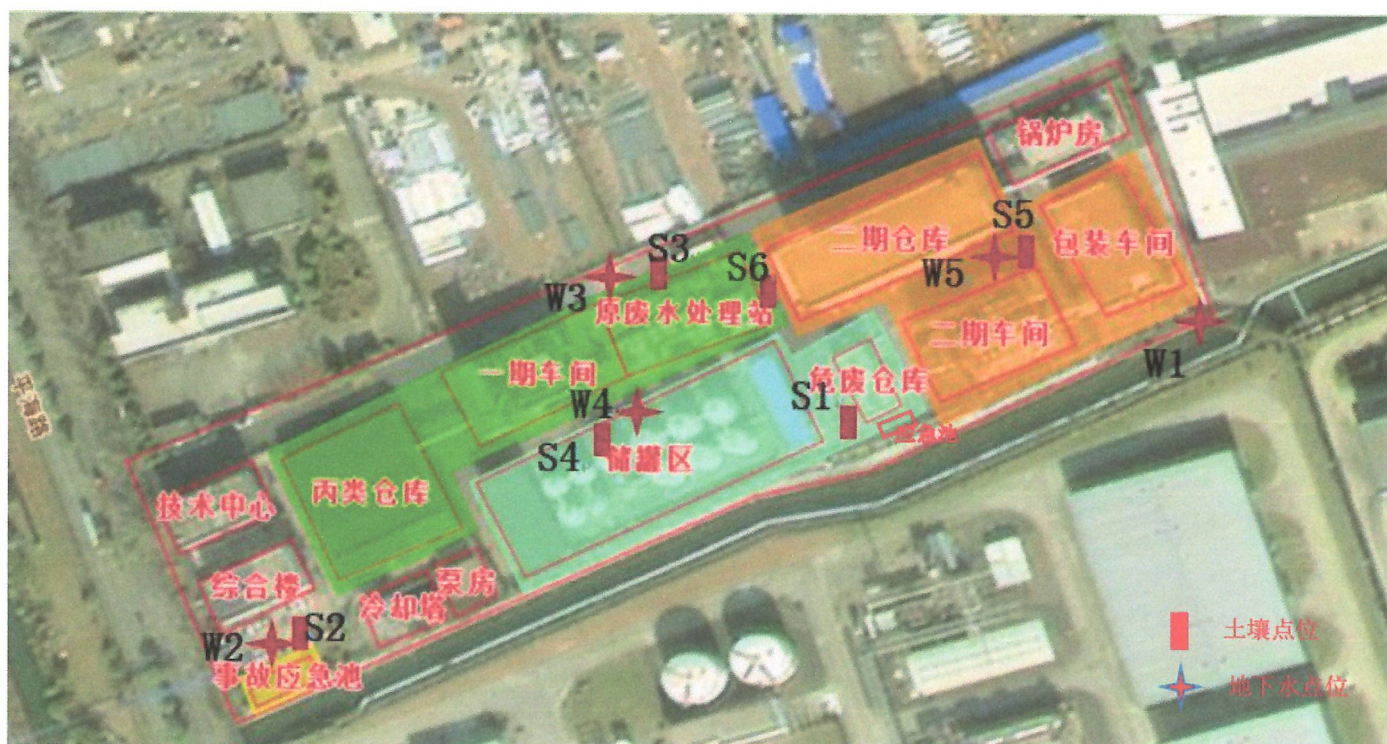 锅炉房
S5
二期仓库
包装车间
W5
S3
S6
W3
原废水处理站
二期车间
W1
一期车间
危废仓库
W4
S1
应急池
S4
储罐区
丙类仓库
技术中心
综合楼
泵房
冷却塔
S2
W2
事故应急池
土壤点位
地下水点位